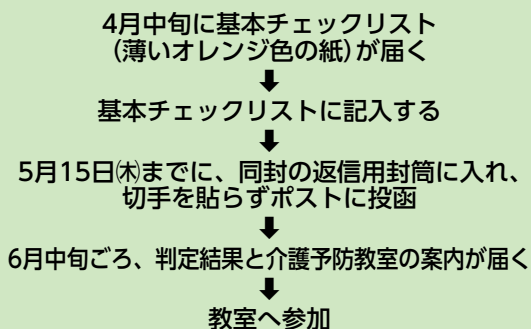 4月中旬に基本チェックリスト
(薄いオレンジ色の紙)が届く
⬇
基本チェックリストに記入する
⬇
5月15日㈭までに、同封の返信用封筒に入れ、
切手を貼らずポストに投函
⬇
6月中旬ごろ、判定結果と介護予防教室の案内が届く
⬇
教室へ参加